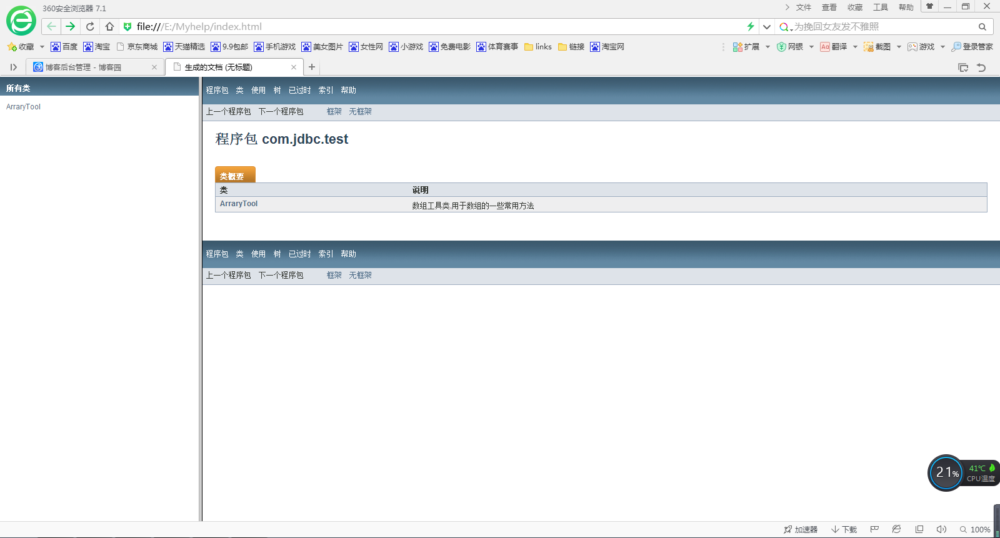 360安全浏览器 7.1
文件 查看 收藏 工具 帮助
file:///E:/Myhelp/index.html
为挽回女友发不雅照
收藏 百度 淘宝 京东商城 天猫精选 9.9包邮 手机游戏 美女图片 女性网 小游戏 免费电影 体育赛事 links 链接 淘宝网 扩展 网银 Aa 翻译 截图 游戏 登录管家
博客后台管理 - 博客园
生成的文档 (无标题)
所有类
ArraryTool
程序包 类 使用 树 已过时 索引 帮助
上一个程序包 下一个程序包 框架 无框架
程序包 com.jdbc.test
类概要
类 说明
ArraryTool 数组工具类,用于数组的一些常用方法
程序包 类 使用 树 已过时 索引 帮助
上一个程序包 下一个程序包 框架 无框架
21%
41℃
CPU温度
加速器 下载 100%